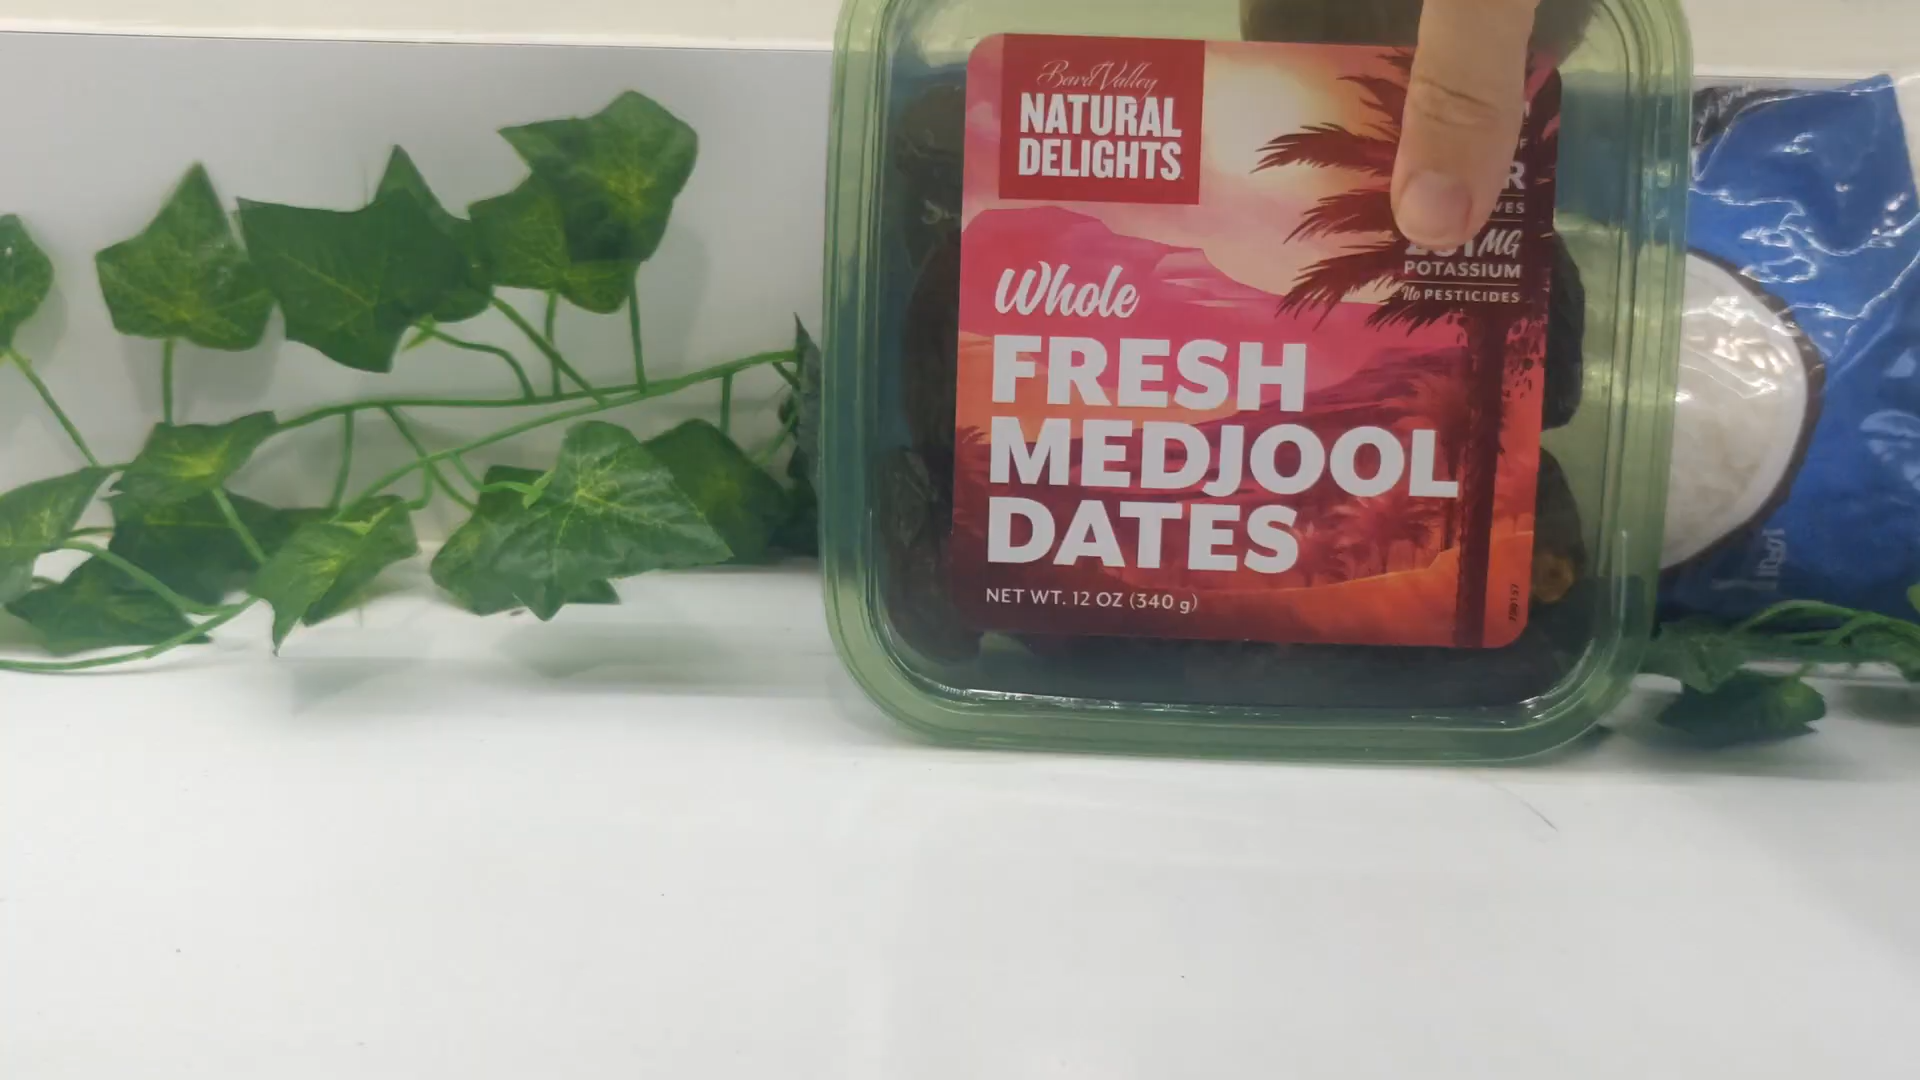 Bard Valley
NATURAL
DELIGHTS
Whole
FRESH
MEDJOOL
DATES
NET WT. 12 OZ (340 g)
MG
POTASSIUM
No PESTICIDES